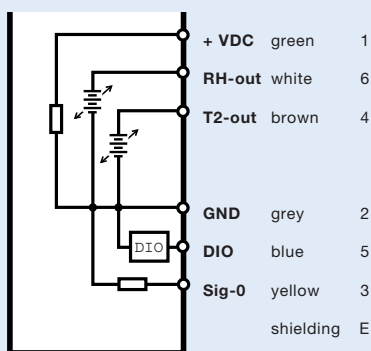 + VDC green 1
RH-out white 6
T2-out brown 4
GND grey 2
DIO DIO blue 5
Sig-0 yellow 3
shielding E